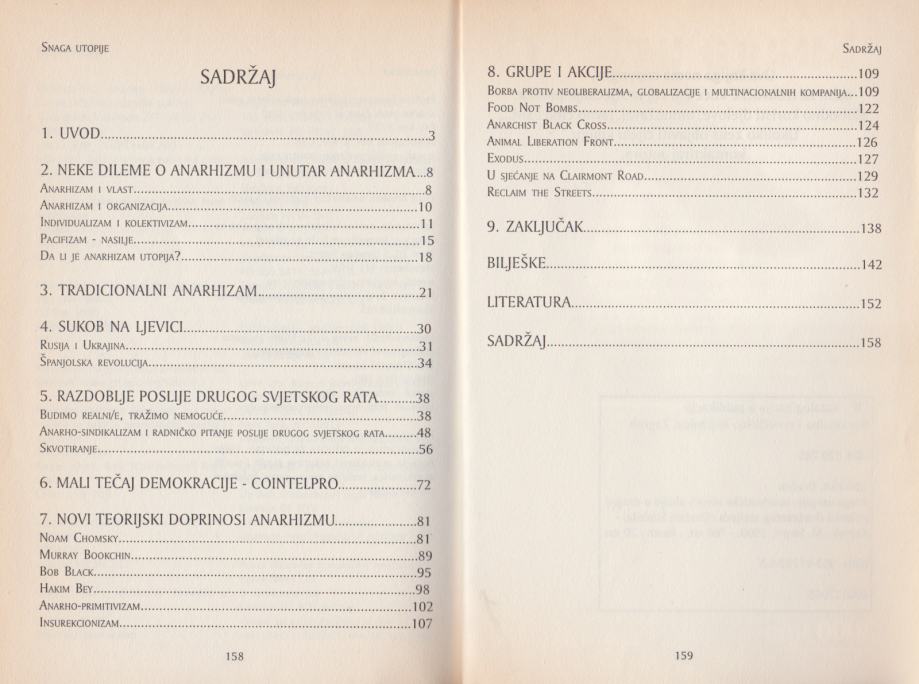 Snaga utopije
SADRŽAJ
1. UVOD...3
2. NEKE DILEME O ANARHIZMU I UNUTAR ANARHIZMA...8
Anarhizam i vlast...8
Anarhizam i organizacija...10
Individualizam i kolektivizam...11
Pacifizam - nasilje...15
Da li je anarhizam utopija?...18
3. TRADICIONALNI ANARHIZAM...21
4. SUKOB NA LJEVICI...30
Rusija i Ukrajina...31
Španjolska revolucija...34
5. RAZDOBLJE POSLIJE DRUGOG SVJETSKOG RATA...38
Budimo realni/e, tražimo nemoguće...38
Anarho-sindikalizam i radničko pitanje poslije drugog svjetskog rata...48
Skvotiranje...56
6. MALI TEČAJ DEMOKRACIJE - COINTELPRO...72
7. NOVI TEORIJSKI DOPRINOSI ANARHIZMU...81
Noam Chomsky...81
Murray Bookchin...89
Bob Black...95
Hakim Bey...98
Anarho-primitivizam...102
Insurekcionizam...107
158
Sadržaj
8. GRUPE I AKCIJE...109
Borba protiv neoliberalizma, globalizacije i multinacionalnih kompanija...109
Food Not Bombs...122
Anarchist Black Cross...124
Animal Liberation Front...126
Exodus...127
U sjećanje na Clairmont Road...129
Reclaim the Streets...132
9. ZAKLJUČAK...138
BILJEŠKE...142
LITERATURA...152
SADRŽAJ...158
159